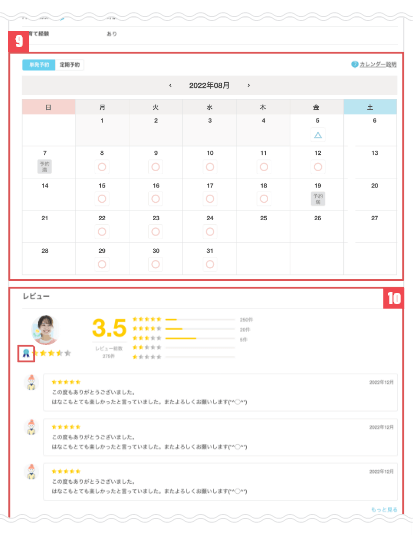 育て経験 あり
9
単発予約 定期予約 ? カレンダー説明
‹ 2022年08月 ›
日 月 火 水 木 金 土
1 2 3 4 5 6
△
7 8 9 10 11 12 13
予約
済 ○ ○ ○ ○ ○
14 15 16 17 18 19 20
○ ○ ○ ○ 予約
済
21 22 23 24 25 26 27
○ ○ ○
28 29 30 31
○ ○ ○
レビュー 10
3.5
★★★★★
★★★★★
★★★★★
★★★★★
レビュー総数
★★★★★
★★★★★ 2022年12月
この度もありがとうございました。
はなこもとても楽しかったと言っていました。またよろしくお願いします(*^○^*)
★★★★★ 2022年12月
この度もありがとうございました。
はなこもとても楽しかったと言っていました。またよろしくお願いします(*^○^*)
★★★★★ 2022年12月
この度もありがとうございました。
はなこもとても楽しかったと言っていました。またよろしくお願いします(*^○^*)
もっと見る